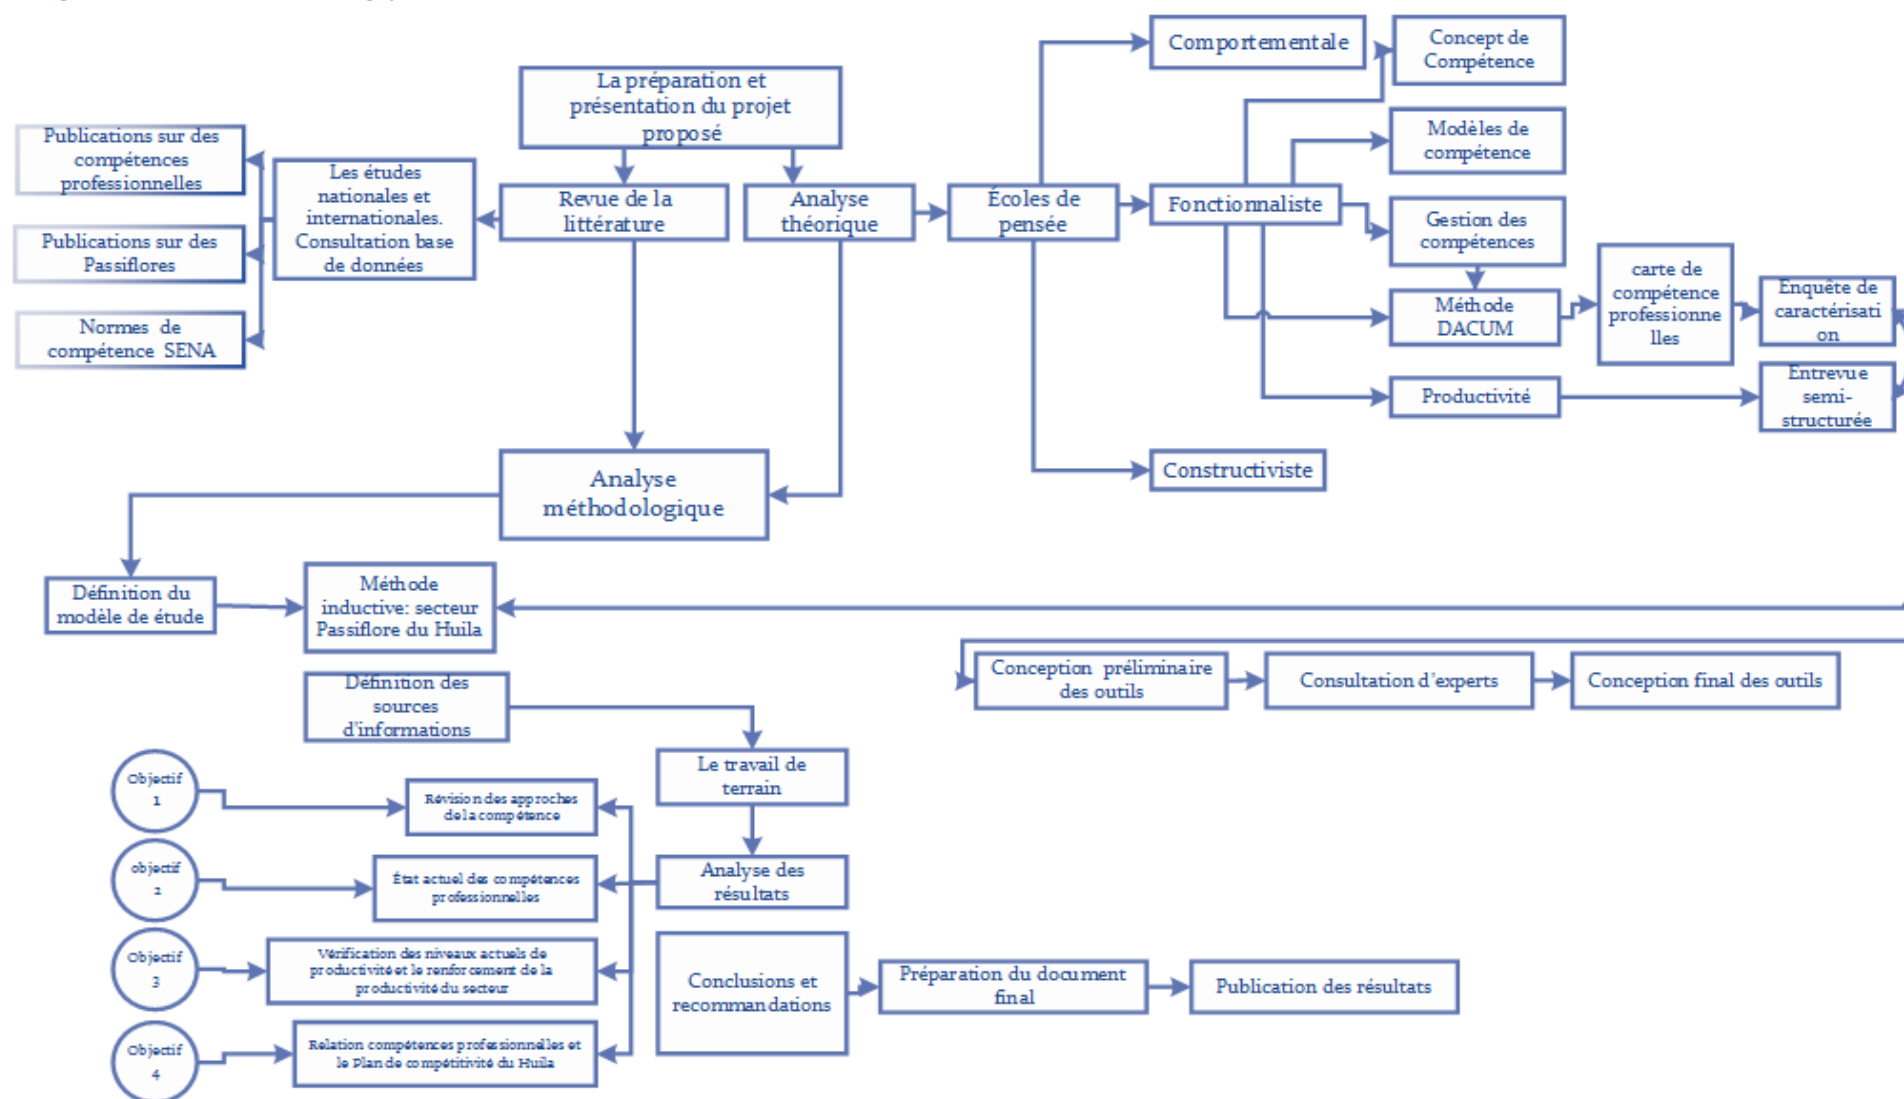 La préparation et
présentation du projet
proposé
Publications sur des
compétences
professionnelles
Publications sur des
Passiflores
Normes de
compétence SENA
Les études
nationales et
internationales.
Consultation base
de données
Revue de la
littérature
Analyse
théorique
Écoles de
pensée
Comportementale
Fonctionnaliste
Constructiviste
Concept de
Compétence
Modèles de
compétence
Gestion des
compétences
Méthode
DACUM
Productivité
carte de
compétence
professionne
lles
Enquête de
caractérisati
on
Entrevue
semi-
structurée
Analyse
méthodologique
Définition du
modèle de étude
Méthode
inductive: secteur
Passiflore du Huila
Conception préliminaire
des outils
Consultation d'experts
Conception final des outils
Définition des
sources
d'informations
Le travail de
terrain
Analyse des
résultats
Objectif
1
Révision des approches
de la compétence
objectif
2
État actuel des compétences
professionnelles
Objectif
3
Vérification des niveaux actuels de
productivité et le renforcement de la
productivité du secteur
Objectif
4
Relation compétences professionnelles et
le Plan de compétitivité du Huila
Conclusions et
recommandations
Préparation du document
final
Publication des résultats